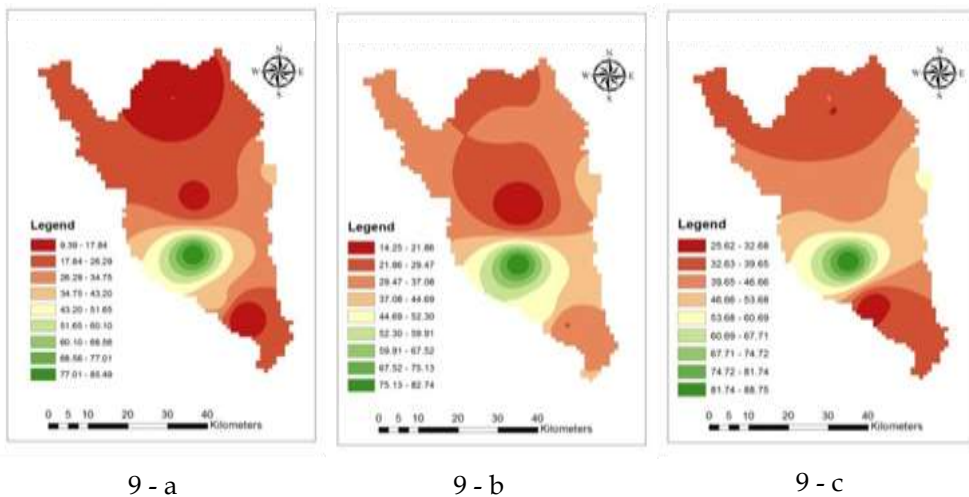 N
W E
S
Legend
9.39 - 17.84
17.84 - 26.29
26.29 - 34.75
34.75 - 43.20
43.20 - 51.65
51.65 - 60.10
60.10 - 68.56
68.56 - 77.01
77.01 - 85.49
0 5 10 20 30 40
Kilometers
9 - a
N
W E
S
Legend
14.25 - 21.86
21.86 - 29.47
29.47 - 37.08
37.08 - 44.69
44.69 - 52.30
52.30 - 59.91
59.91 - 67.52
67.52 - 75.13
75.13 - 82.74
0 5 10 20 30 40
Kilometers
9 - b
N
W E
S
Legend
25.62 - 32.63
32.63 - 39.65
39.65 - 46.66
46.66 - 53.68
53.68 - 60.69
60.69 - 67.71
67.71 - 74.72
74.72 - 81.74
81.74 - 88.75
0 5 10 20 30 40
Kilometers
9 - c